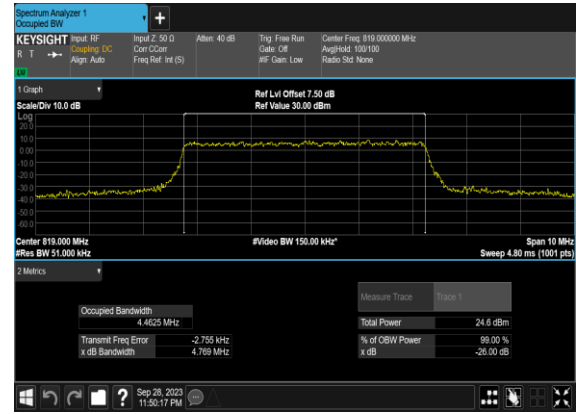 Spectrum Analyzer 1
Occupied BW
KEYSIGHT Input: RF Input Z: 50 Ω Atten: 40 dB Trig: Free Run Center Freq: 819.000000 MHz
R T Coupling: DC Corr CCorr Gate: Off Avg|Hold: 100/100
Align: Auto Freq Ref: Int (S) #IF Gain: Low Radio Std: None
LU
1 Graph
Scale/Div 10.0 dB
Ref Lvl Offset 7.50 dB
Ref Value 30.00 dBm
Log
20.0
10.0
0.00
-10.0
-20.0
-30.0
-40.0
-50.0
-60.0
Center 819.000 MHz #Video BW 150.00 kHz* Span 10 MHz
#Res BW 51.000 kHz Sweep 4.80 ms (1001 pts)
2 Metrics
Measure Trace Trace 1
Occupied Bandwidth
4.4625 MHz
Total Power 24.6 dBm
Transmit Freq Error -2.755 kHz
% of OBW Power 99.00 %
x dB Bandwidth 4.769 MHz
x dB -26.00 dB
? Sep 28, 2023
11:50:17 PM